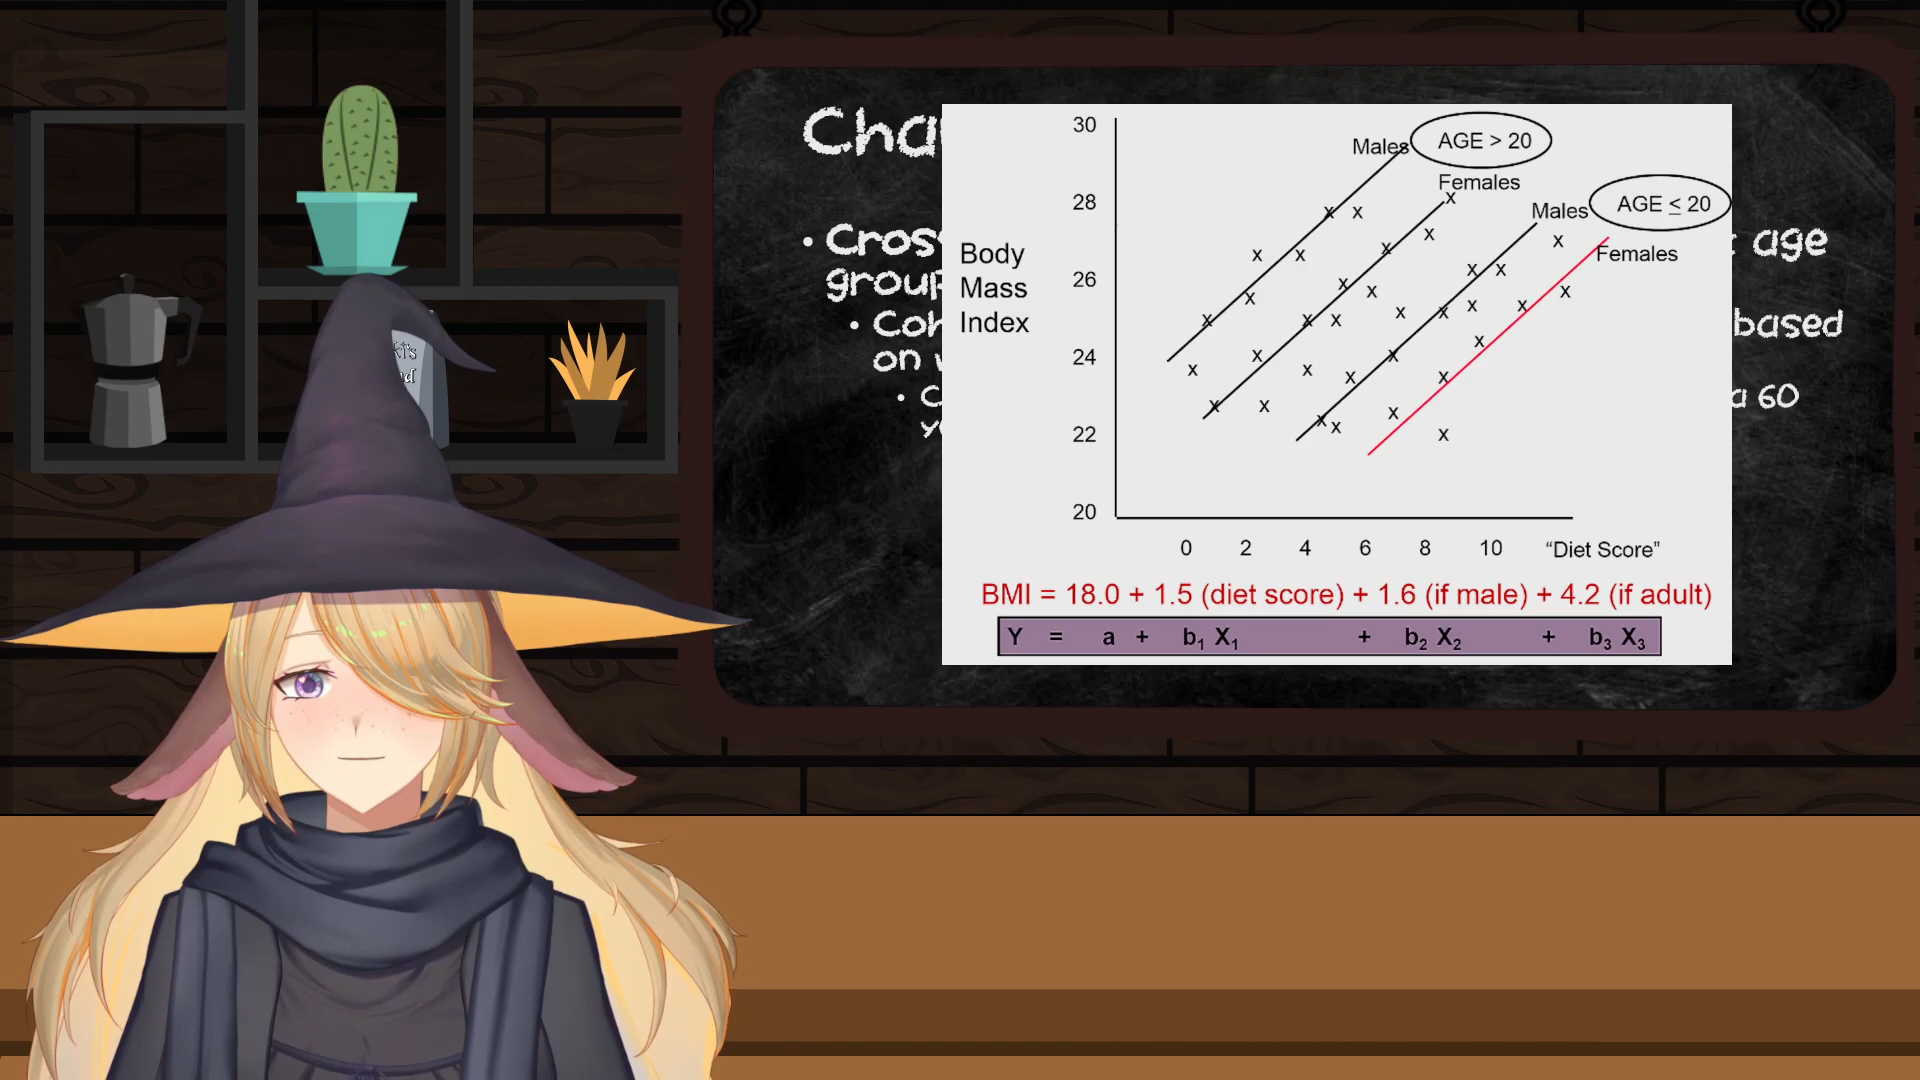 Cha
• Cros
age
group
• Coh
based
on
a 60
30
28
26
24
22
20
Body
Mass
Index
Males
AGE > 20
Females
Males
AGE ≤ 20
Females
x
0 2 4 6 8 10 “Diet Score”
BMI = 18.0 + 1.5 (diet score) + 1.6 (if male) + 4.2 (if adult)
Y = a + b₁ X₁ + b₂ X₂ + b₃ X₃